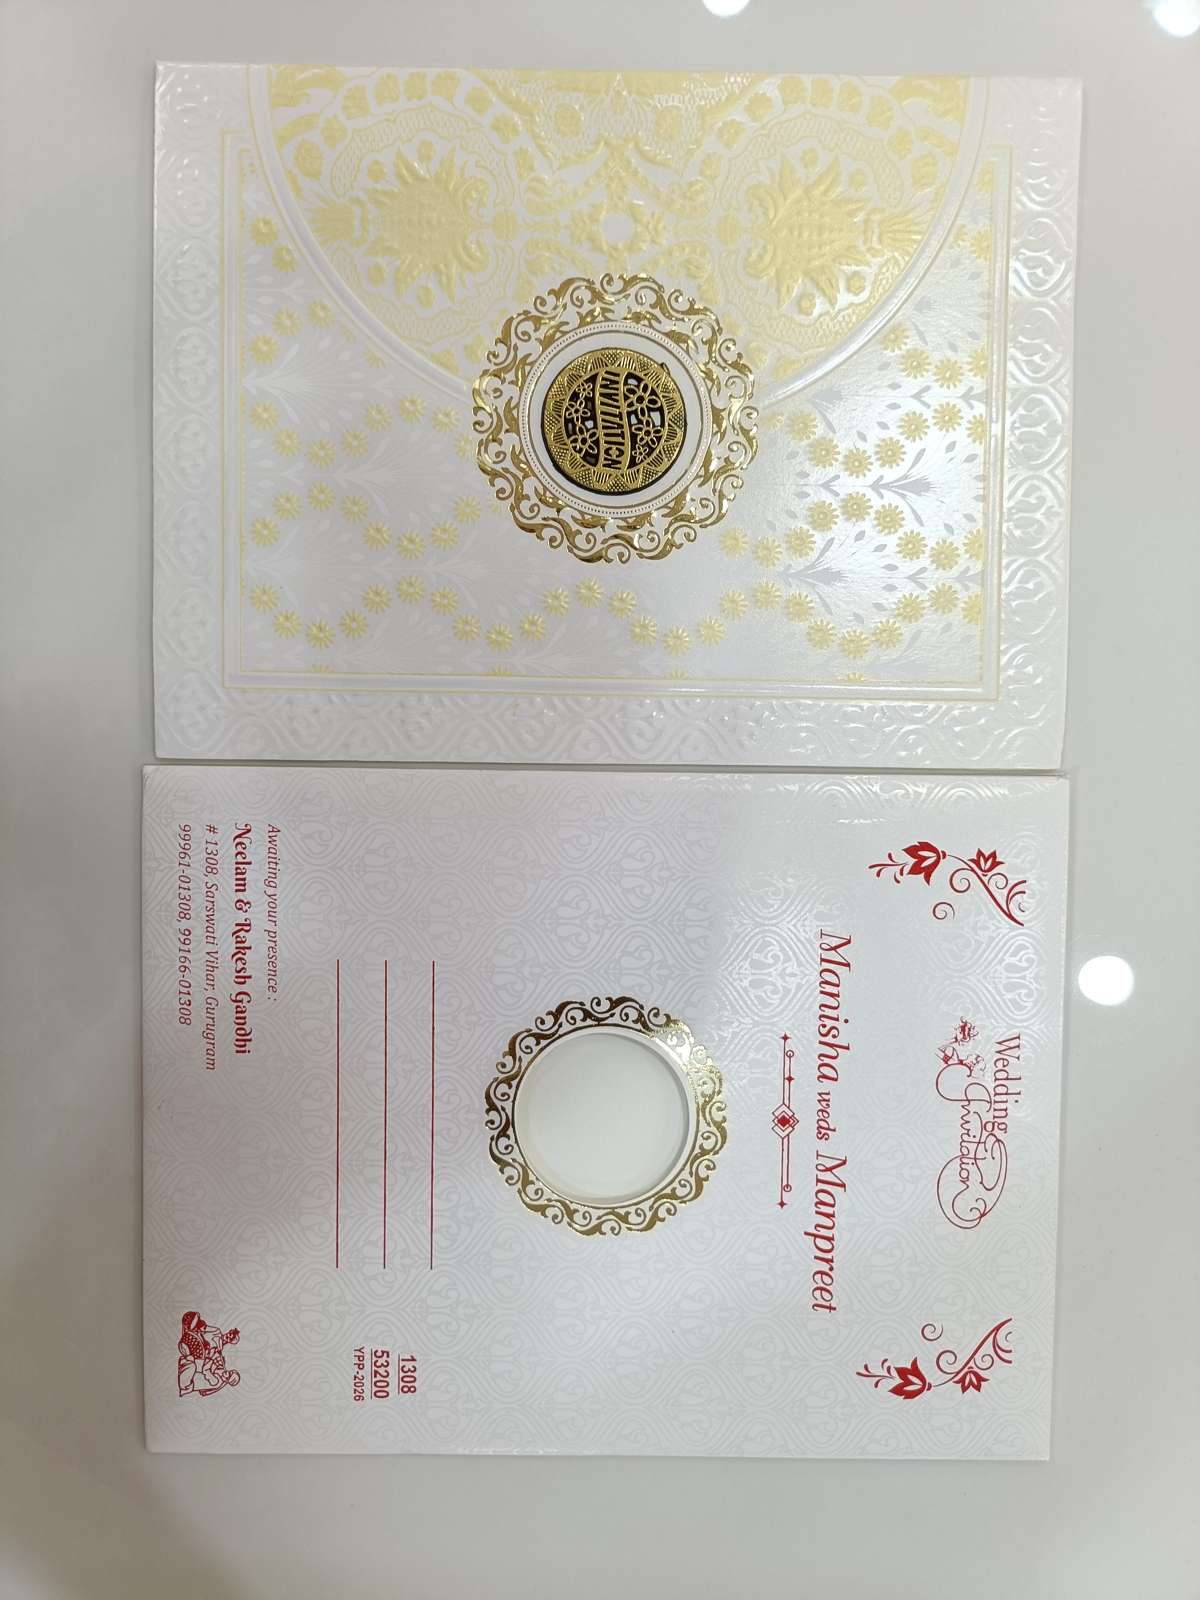 INVITATION
Wedding
Invitation
Manisha weds Manpreet
1308
53200
YPP-2026
Awaiting your presence :
Neelam & Rakesh Gandhi
# 1308, Sarswati Vihar, Gurugram
99961-01308, 99166-01308